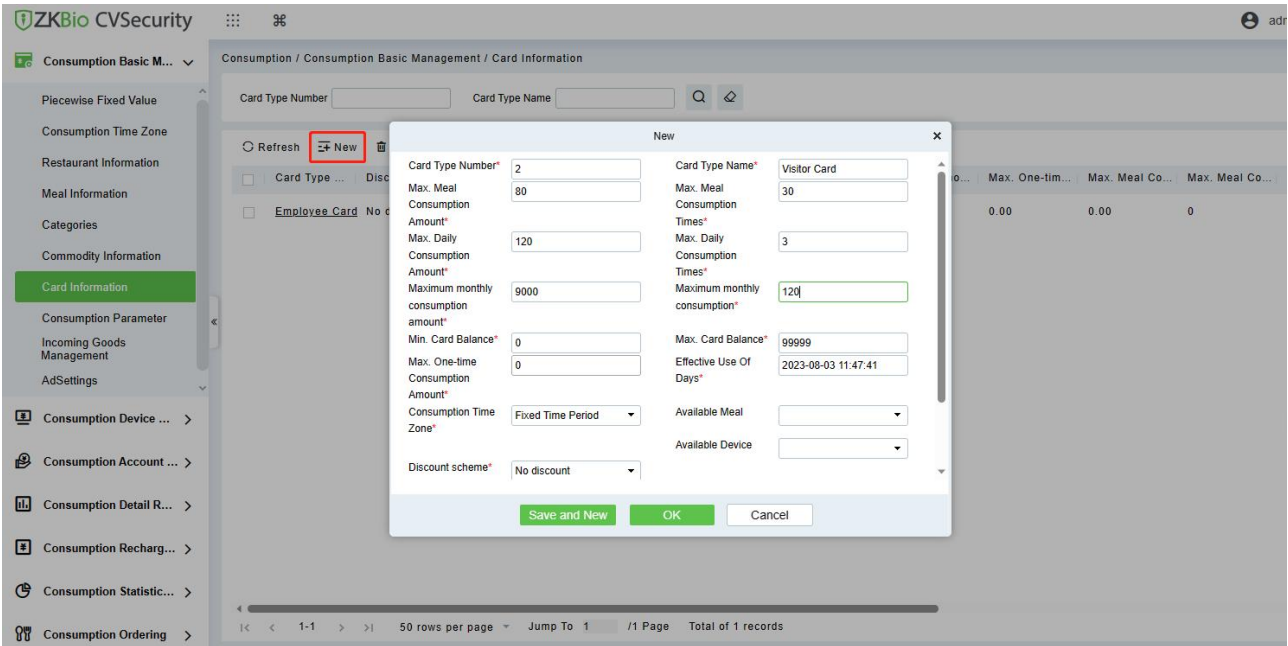 ZKBio CVSecurity
adm
Consumption Basic M...
Piecewise Fixed Value
Consumption Time Zone
Restaurant Information
Meal Information
Categories
Commodity Information
Card Information
Consumption Parameter
Incoming Goods
Management
AdSettings
Consumption Device ...
Consumption Account ...
Consumption Detail R...
Consumption Recharg...
Consumption Statistic...
Consumption Ordering
Consumption / Consumption Basic Management / Card Information
Card Type Number
Card Type Name
Refresh New
Card Type ... Disc o... Max. One-tim... Max. Meal Co... Max. Meal Co...
Employee Card No d 0.00 0.00 0
New
Card Type Number* 2
Card Type Name* Visitor Card
Max. Meal
Consumption
Amount*
80
Max. Meal
Consumption
Times*
30
Max. Daily
Consumption
Amount*
120
Max. Daily
Consumption
Times*
3
Maximum monthly
consumption
amount*
9000
Maximum monthly
consumption*
120
Min. Card Balance* 0
Max. Card Balance* 99999
Max. One-time
Consumption
Amount*
0
Effective Use Of
Days*
2023-08-03 11:47:41
Consumption Time
Zone*
Fixed Time Period
Available Meal
Available Device
Discount scheme* No discount
Save and New OK Cancel
1-1 50 rows per page Jump To 1 /1 Page Total of 1 records